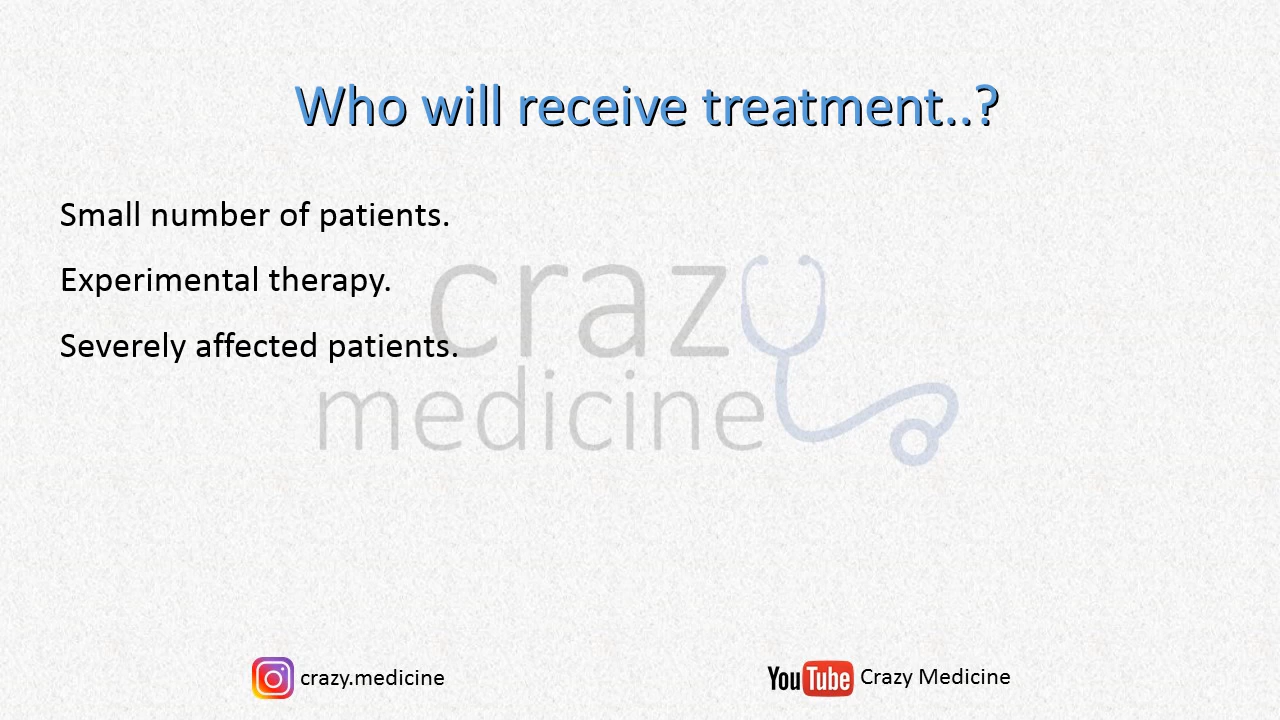 Who will receive treatment..?
Small number of patients.
Experimental therapy.
Severely affected patients.
crazy
medicine
crazy.medicine
YouTube Crazy Medicine